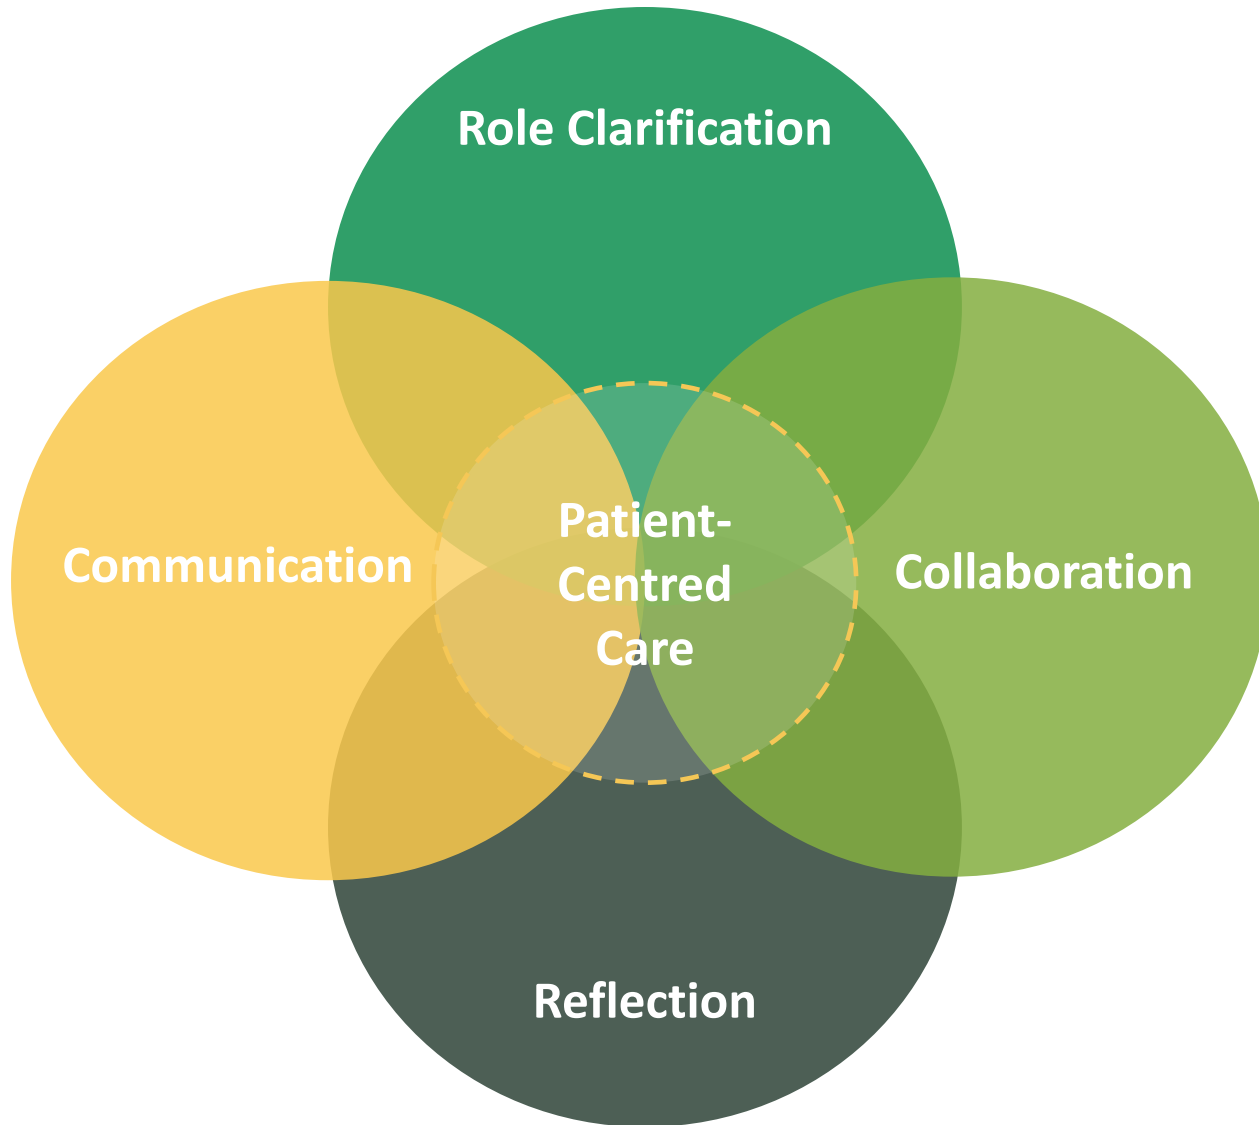 Role Clarification
Communication
Patient-
Centred
Care
Collaboration
Reflection